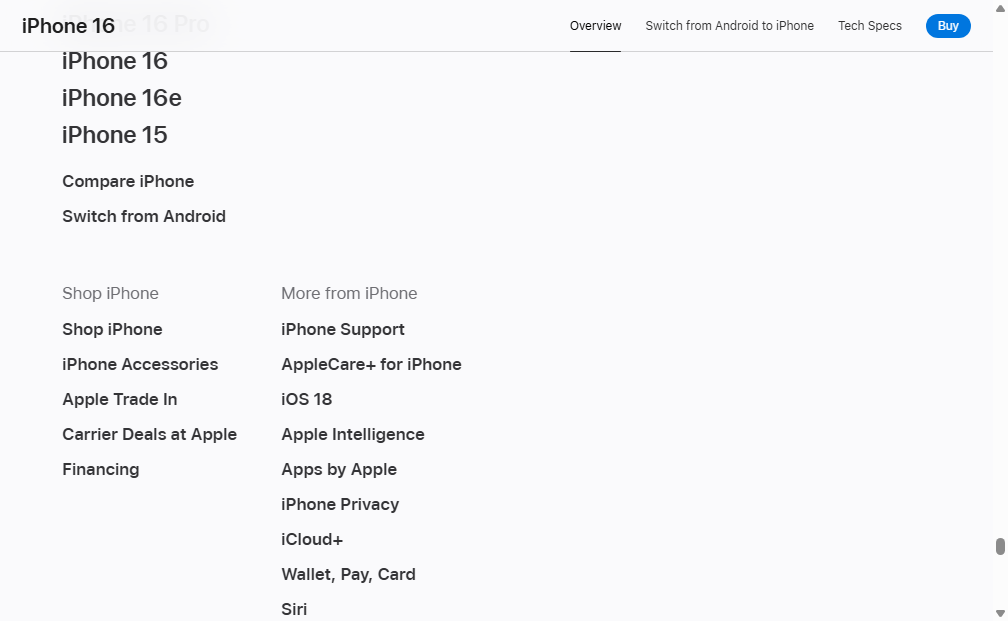 iPhone 16
Overview
Switch from Android to iPhone
Tech Specs
Buy
iPhone 16 Pro
iPhone 16
iPhone 16e
iPhone 15
Compare iPhone
Switch from Android
Shop iPhone
Shop iPhone
iPhone Accessories
Apple Trade In
Carrier Deals at Apple
Financing
More from iPhone
iPhone Support
AppleCare+ for iPhone
iOS 18
Apple Intelligence
Apps by Apple
iPhone Privacy
iCloud+
Wallet, Pay, Card
Siri